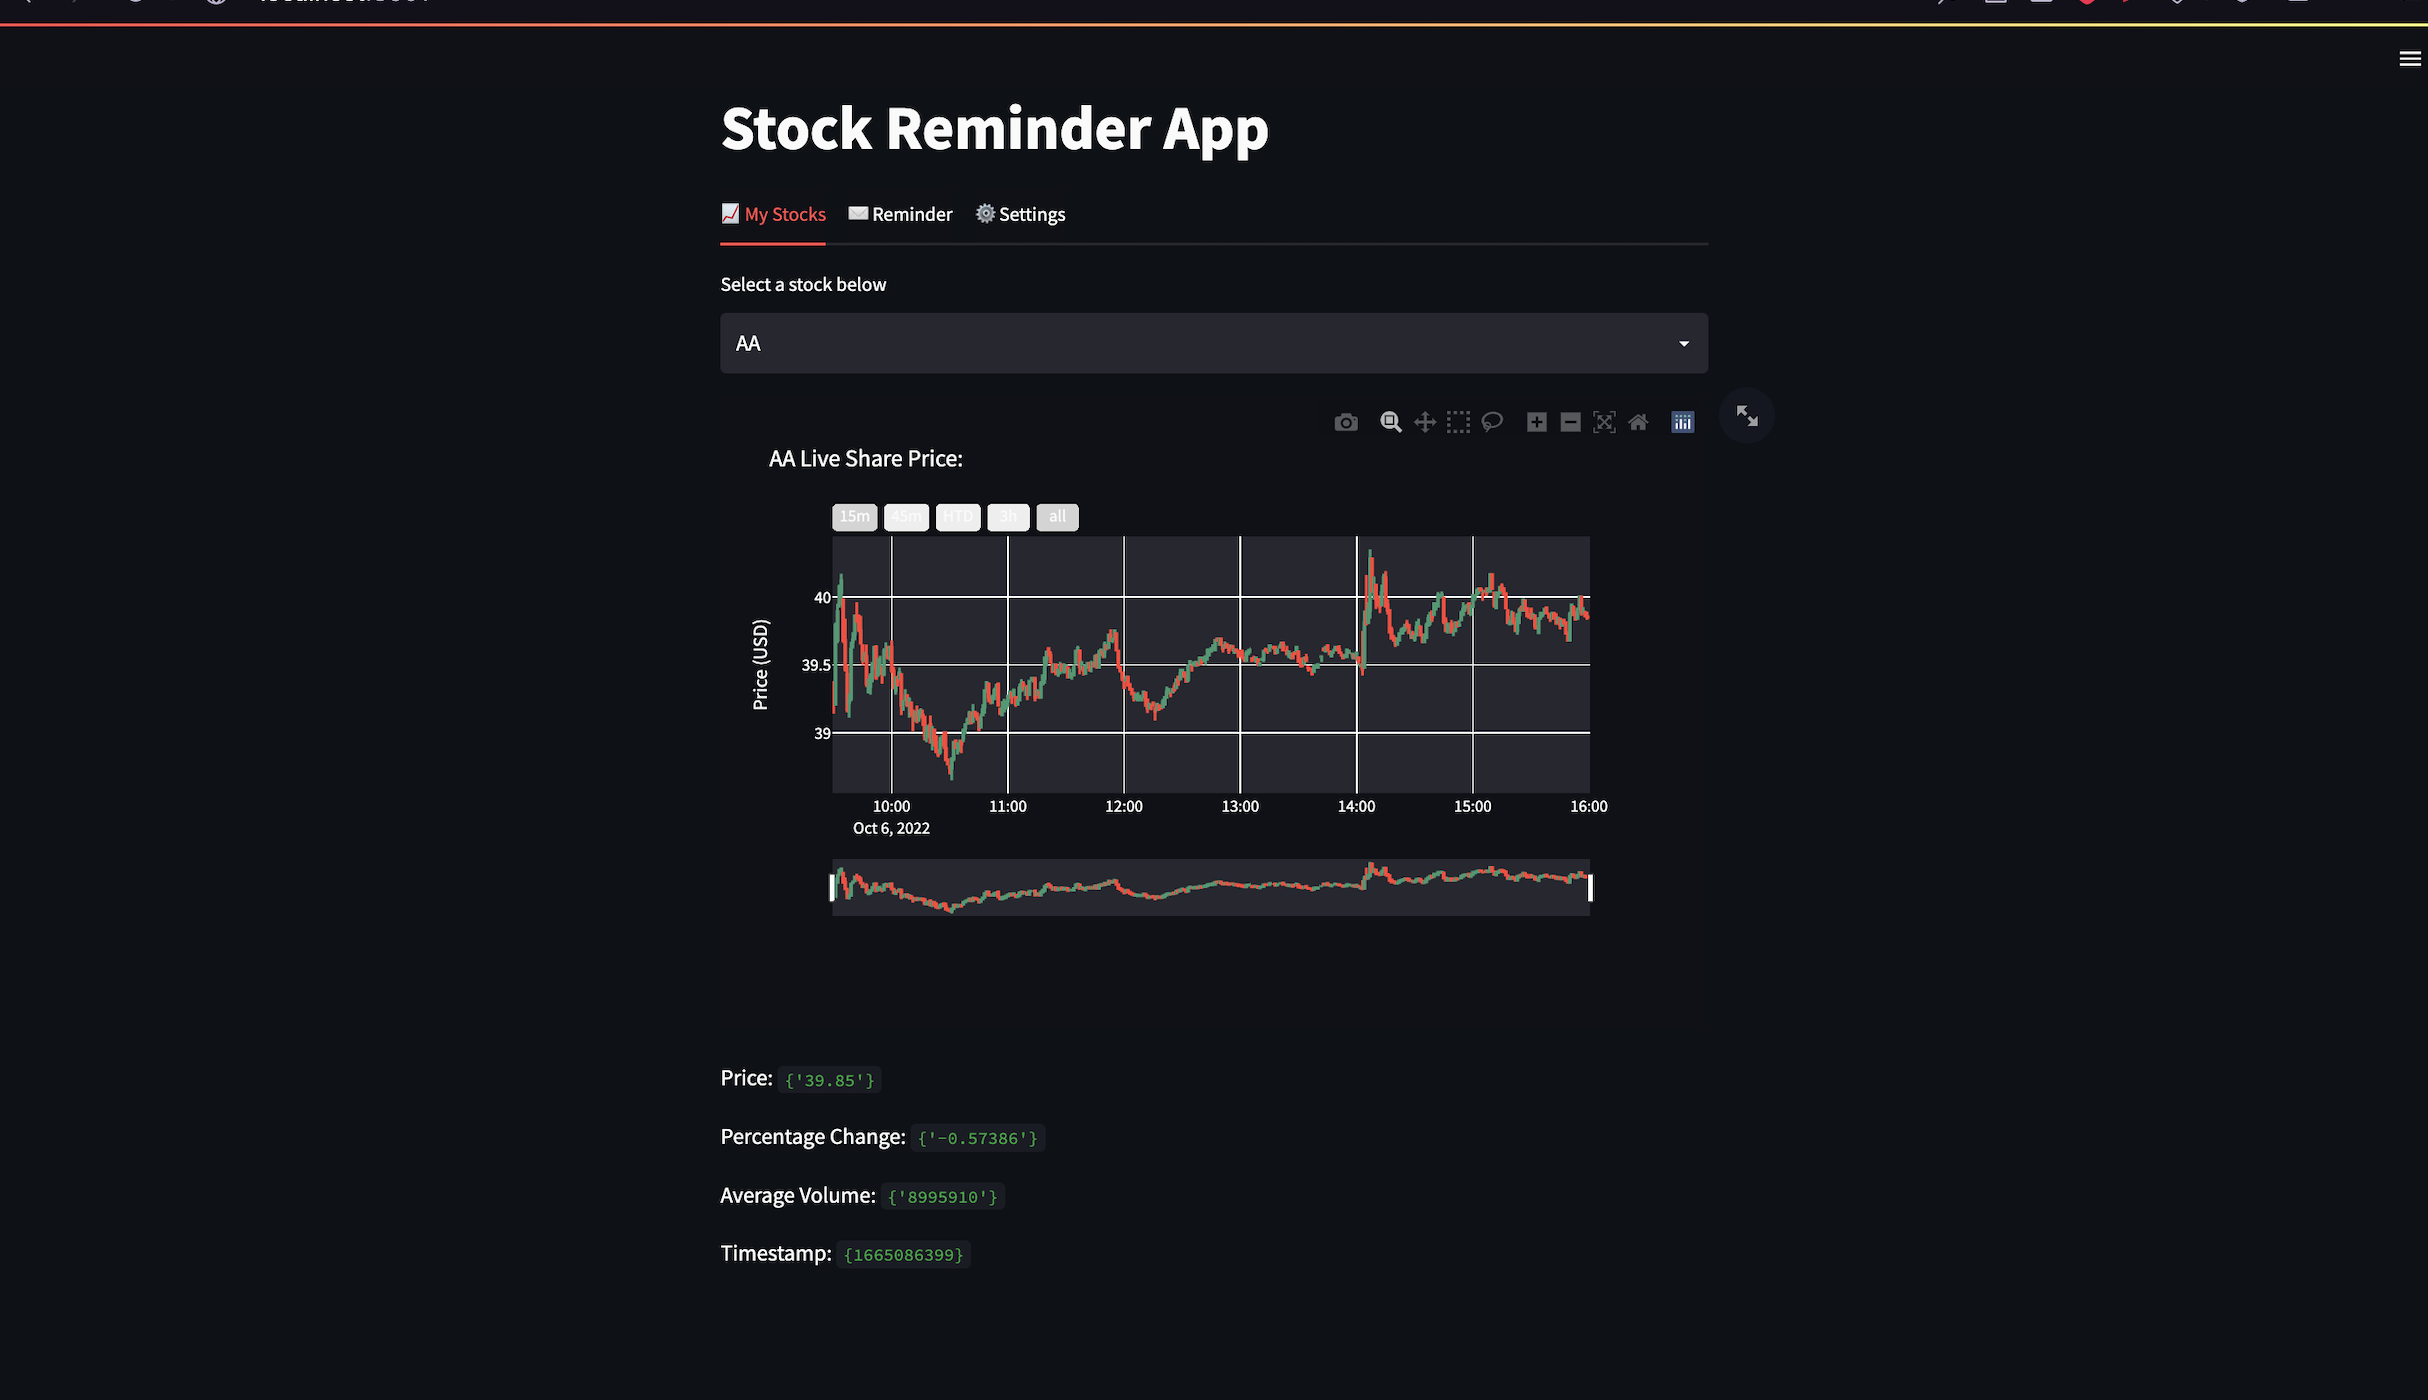 Stock Reminder App
My Stocks Reminder Settings
Select a stock below
AA
AA Live Share Price:
15m 45m HTD 3h all
Price (USD)
40
39.5
39
10:00 11:00 12:00 13:00 14:00 15:00 16:00
Oct 6, 2022
Price: {'39.85'}
Percentage Change: {'-0.57386'}
Average Volume: {'8995910'}
Timestamp: {1665086399}